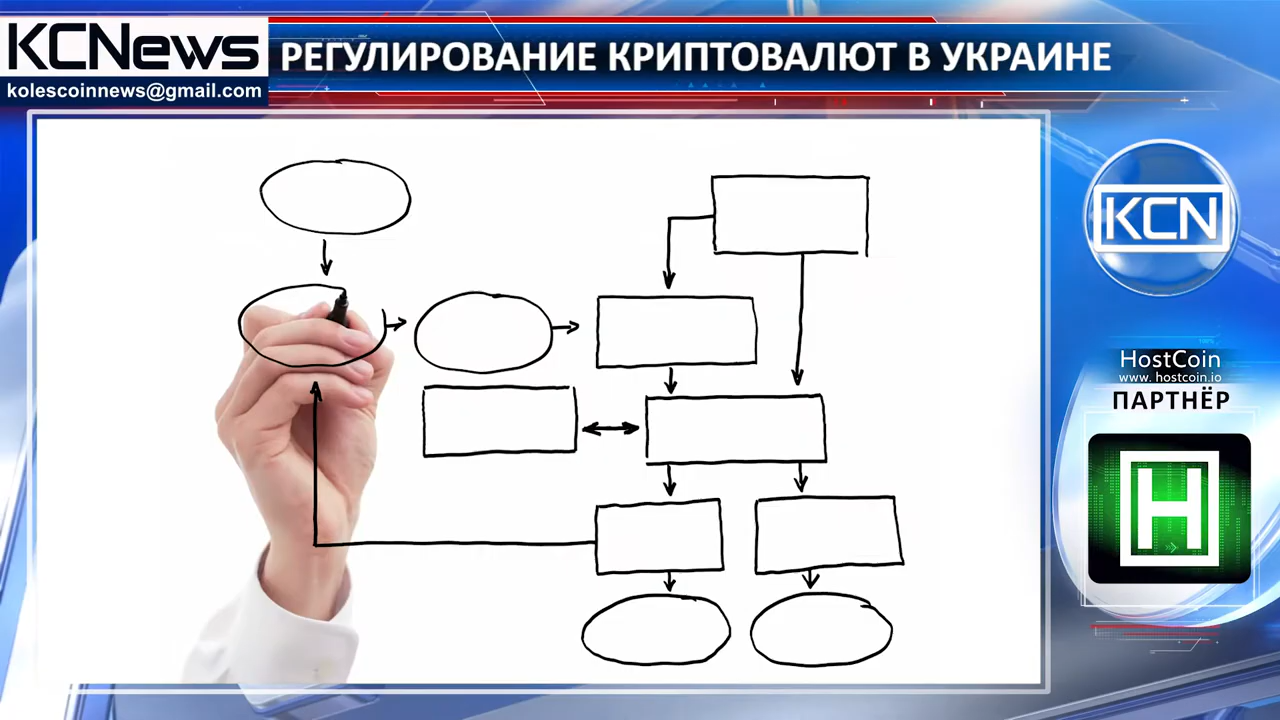 KCNews
kolescoinnews@gmail.com
РЕГУЛИРОВАНИЕ КРИПТОВАЛЮТ В УКРАИНЕ
KCN
HostCoin
www. hostcoin.io
ПАРТНЁР
H